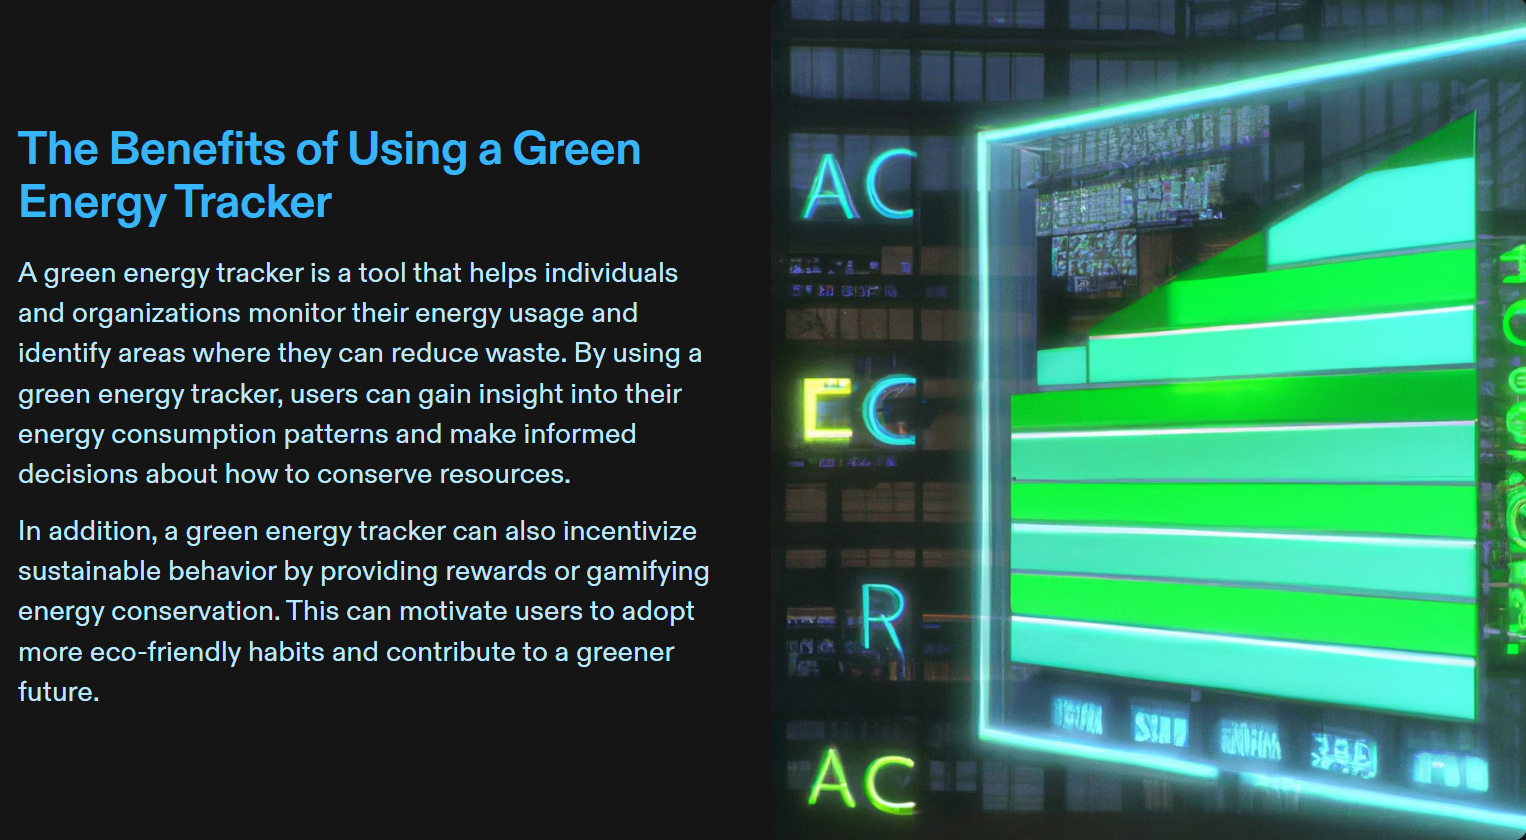 The Benefits of Using a Green
Energy Tracker
A green energy tracker is a tool that helps individuals
and organizations monitor their energy usage and
identify areas where they can reduce waste. By using a
green energy tracker, users can gain insight into their
energy consumption patterns and make informed
decisions about how to conserve resources.
In addition, a green energy tracker can also incentivize
sustainable behavior by providing rewards or gamifying
energy conservation. This can motivate users to adopt
more eco-friendly habits and contribute to a greener
future.
AC
EC
R
AC